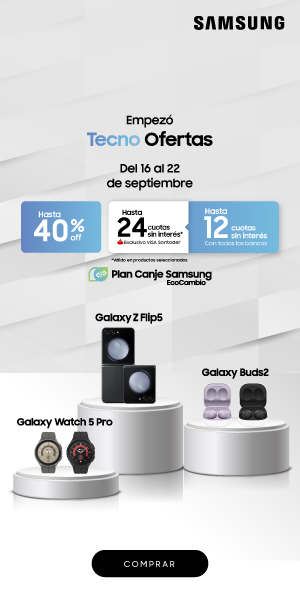 SAMSUNG
Empezó
Tecno Ofertas
Del 16 al 22
de septiembre
Hasta
40% off
Hasta
24 cuotas sin interés*
Exclusivo VISA Santander
Hasta
12 cuotas sin interés
Con todos los bancos
*Válido en productos seleccionados
Plan Canje Samsung
EcoCambio
Galaxy Z Flip5
Galaxy Buds2
Galaxy Watch 5 Pro
COMPRAR